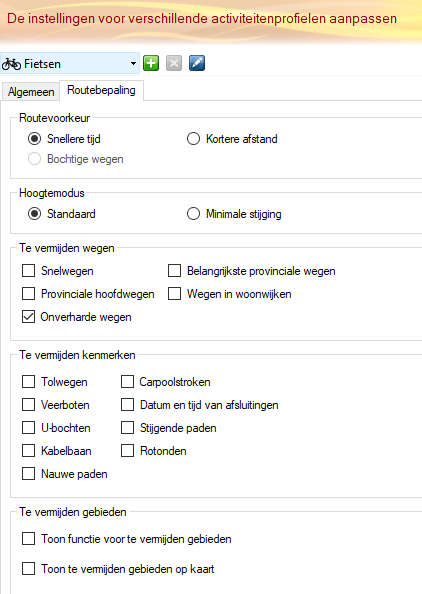 De instellingen voor verschillende activiteitenprofielen aanpassen
Fietsen
Algemeen Routebepaling
Routevoorkeur
Snellere tijd Kortere afstand
Bochtige wegen
Hoogtemodus
Standaard Minimale stijging
Te vermijden wegen
Snelwegen Belangrijkste provinciale wegen
Provinciale hoofdwegen Wegen in woonwijken
Onverharde wegen
Te vermijden kenmerken
Tolwegen Carpoolstroken
Veerboten Datum en tijd van afsluitingen
U-bochten Stijgende paden
Kabelbaan Rotonden
Nauwe paden
Te vermijden gebieden
Toon functie voor te vermijden gebieden
Toon te vermijden gebieden op kaart